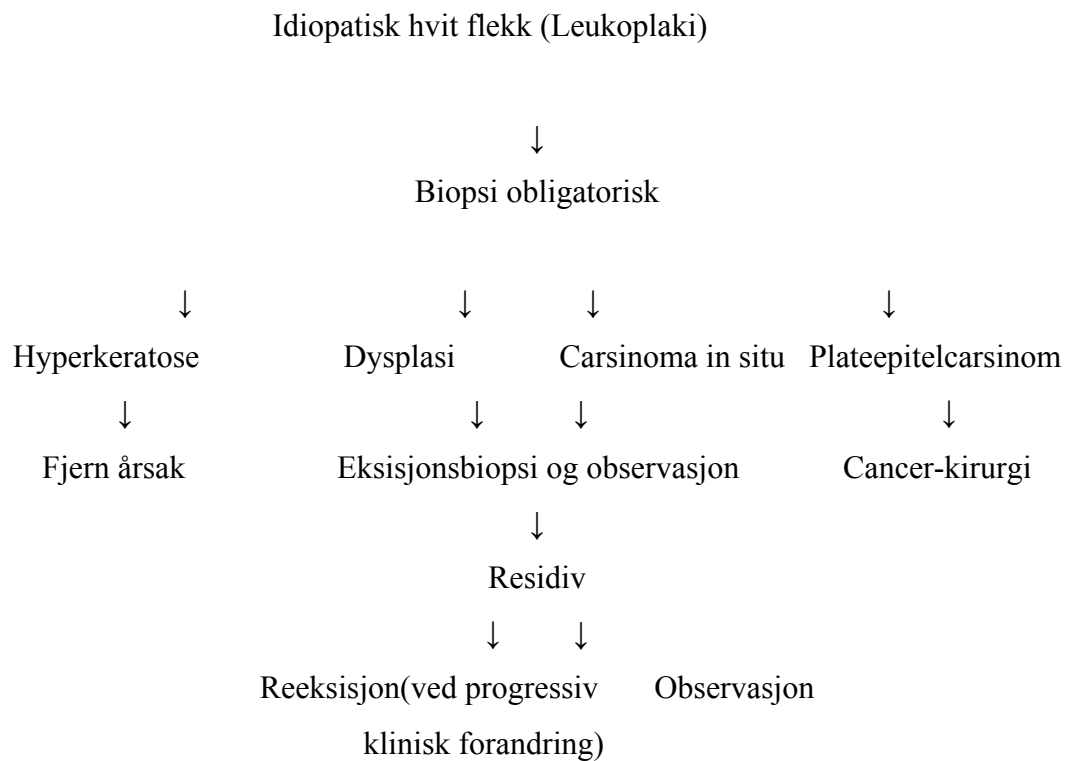 Idiopatisk hvit flekk (Leukoplaki)
↓
Biopsi obligatorisk
↓ ↓ ↓ ↓
Hyperkeratose Dysplasi Carsinoma in situ Plateepitelcarsinom
↓ ↓ ↓ ↓
Fjern årsak Eksisjonsbiopsi og observasjon Cancer-kirurgi
↓
Residiv
↓ ↓
Reeksisjon(ved progressiv Observasjon
klinisk forandring)